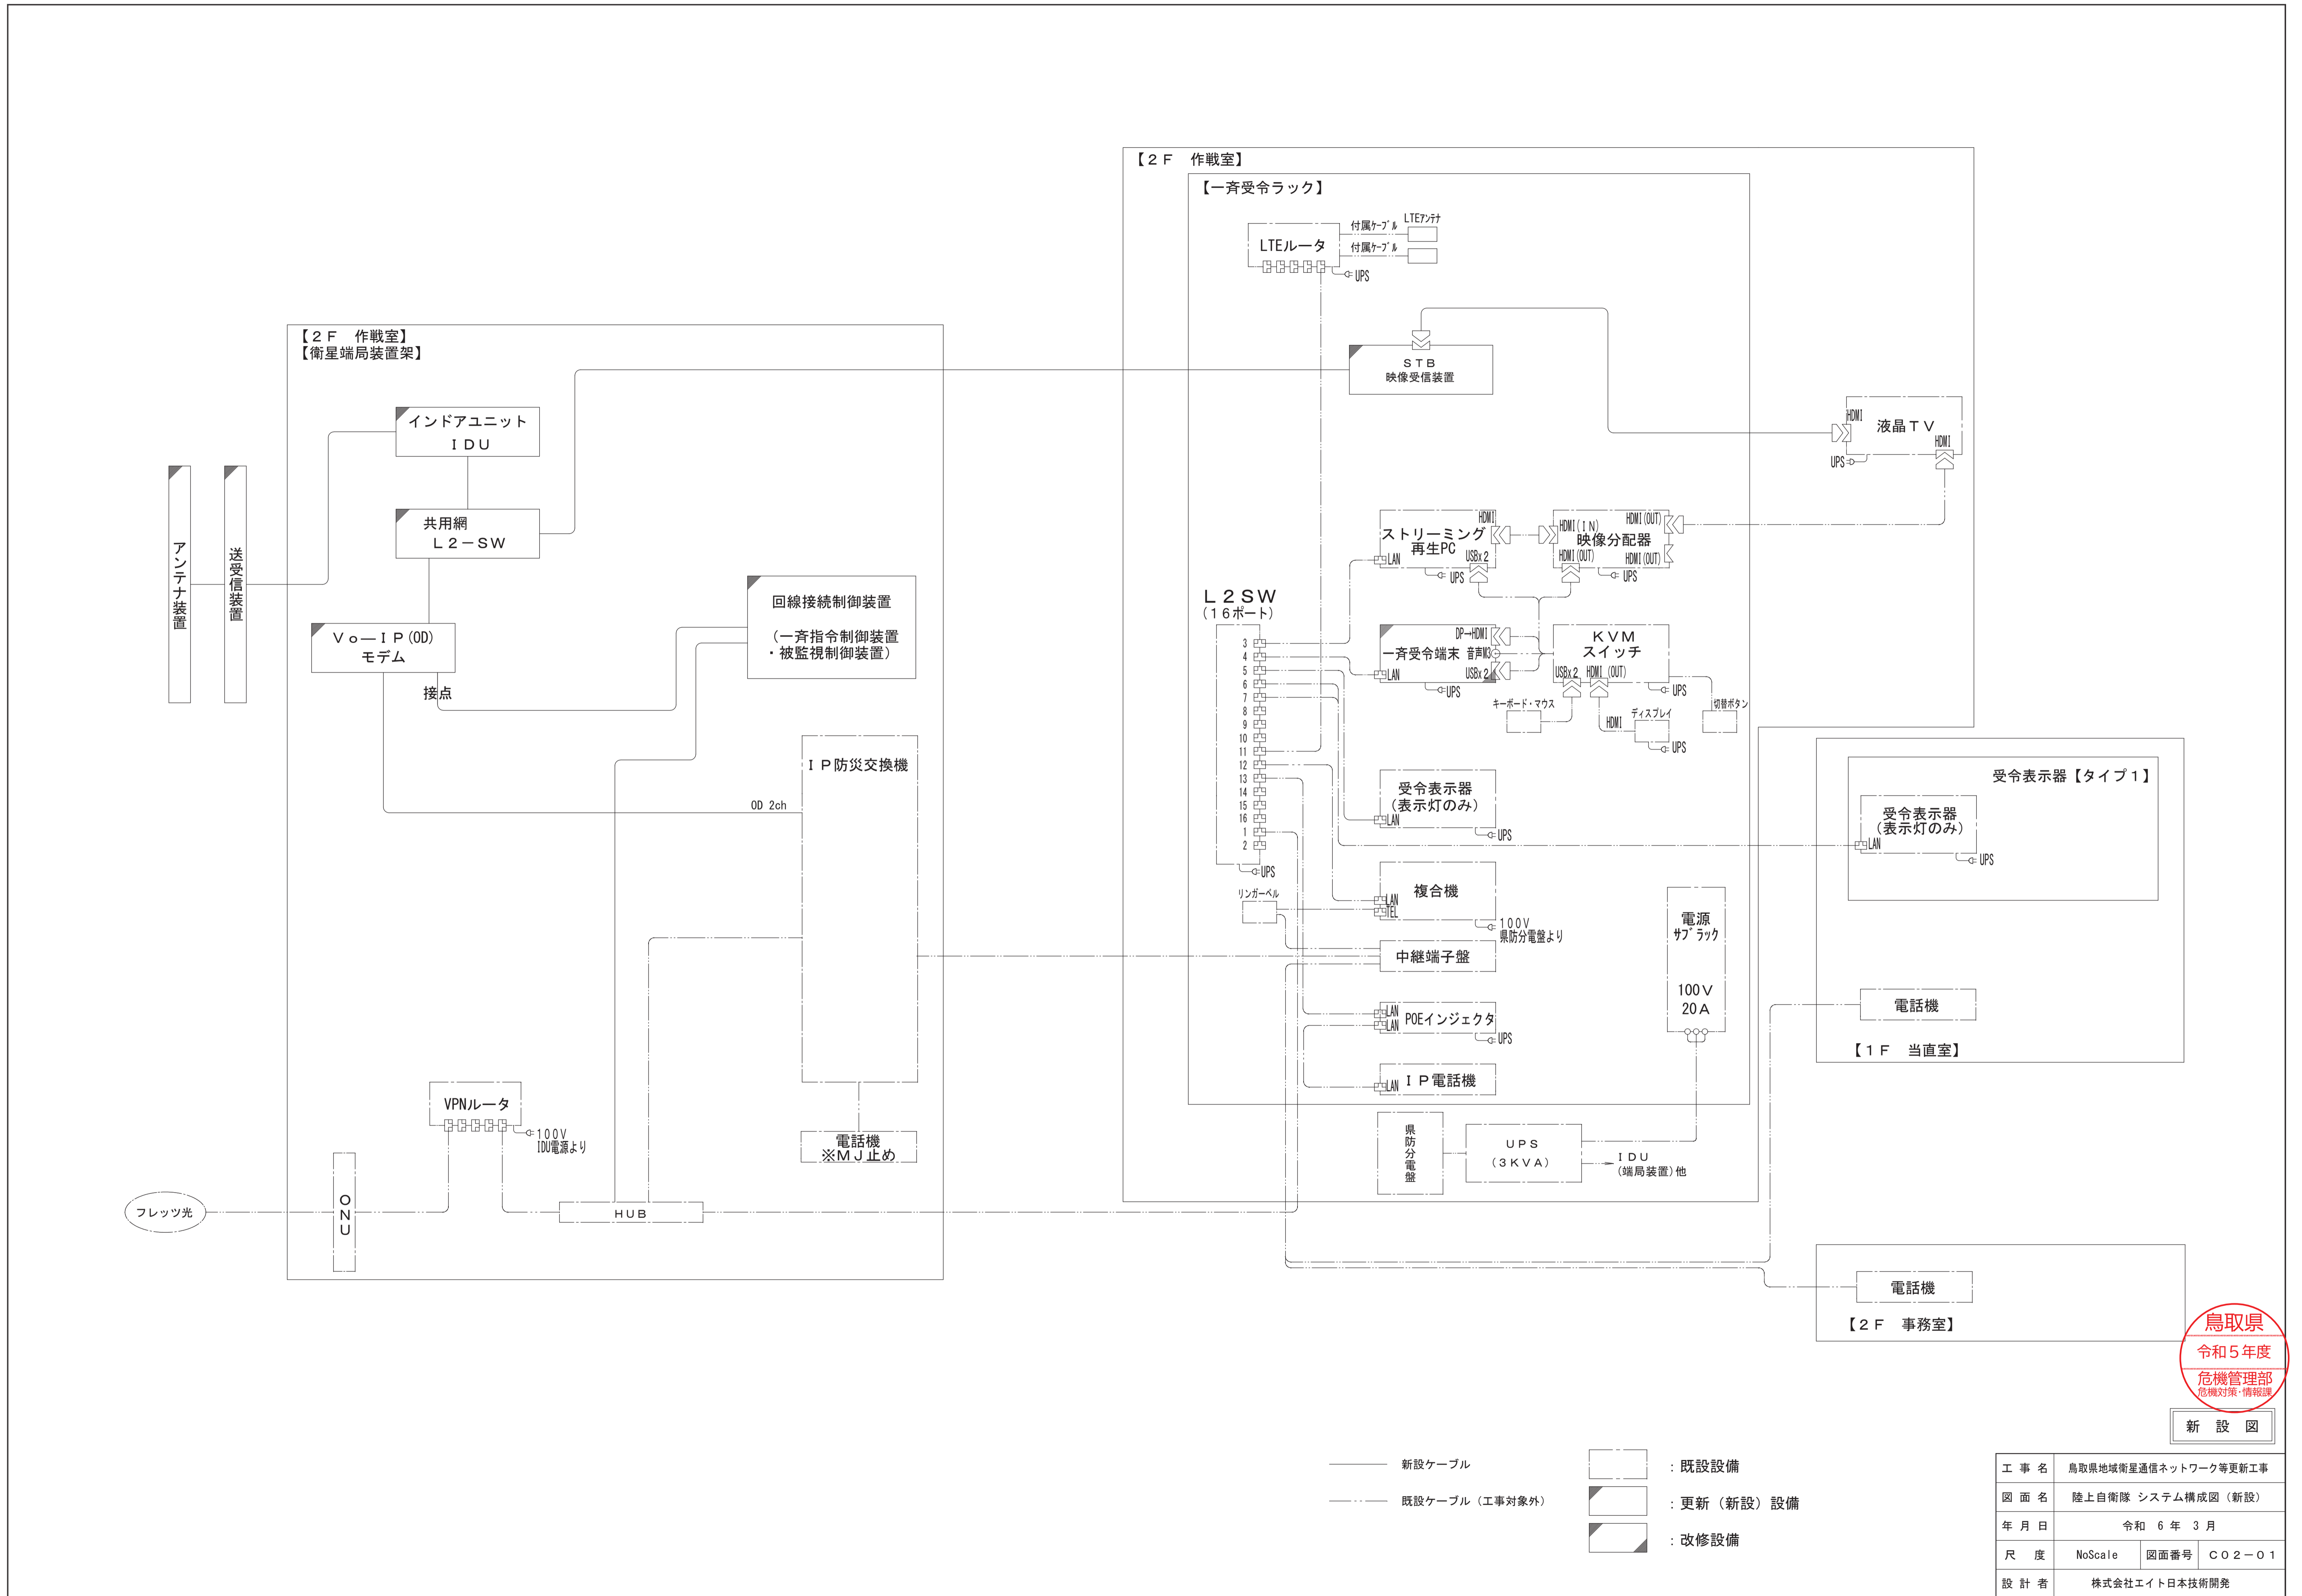 【２Ｆ　作戦室】
【衛星端局装置架】
インドアユニット
ＩＤＵ
共用網
Ｌ２－ＳＷ
アンテナ装置
送受信装置
Ｖｏ―ＩＰ(OD)
モデム
接点
回線接続制御装置
（一斉指令制御装置
・被監視制御装置）
ＩＰ防災交換機
OD 2ch
VPNルータ
100V
IDU電源より
電話機
※ＭＪ止め
ＯＮＵ
フレッツ光
ＨＵＢ
【２Ｆ　作戦室】
【一斉受令ラック】
LTEルータ
付属ｹｰﾌﾞﾙ
LTEｱﾝﾃﾅ
付属ｹｰﾌﾞﾙ
UPS
ＳＴＢ
映像受信装置
HDMI
液晶ＴＶ
HDMI
UPS
ストリーミング
再生PC
HDMI
USBx2
LAN
UPS
HDMI(IN)
HDMI(OUT)
映像分配器
HDMI(OUT)
HDMI(OUT)
UPS
Ｌ２ＳＷ
（１６ポート）
3
4
5
6
7
8
9
10
11
12
13
14
15
16
1
2
UPS
一斉受令端末
DP→HDMI
音声M3
USBx2
LAN
UPS
ＫＶＭ
スイッチ
USBx2
HDMI (OUT)
UPS
キーボード・マウス
HDMI
ディスプレイ
UPS
切替ボタン
受令表示器
（表示灯のみ）
LAN
UPS
リンガーベル
複合機
LAN
TEL
100V
県防分電盤より
中継端子盤
LAN
LAN
POEインジェクタ
UPS
LAN
ＩＰ電話機
電源
ｻﾌﾞﾗｯｸ
100Ｖ
20Ａ
県防分電盤
ＵＰＳ
（３ＫＶＡ）
ＩＤＵ
（端局装置）他
受令表示器【タイプ１】
受令表示器
（表示灯のみ）
LAN
UPS
電話機
【１Ｆ　当直室】
電話機
【２Ｆ　事務室】
鳥取県
令和５年度
危機管理部
危機対策・情報課
新　設　図
新設ケーブル
既設ケーブル（工事対象外）
：既設設備
：更新（新設）設備
：改修設備
工　事　名　鳥取県地域衛星通信ネットワーク等更新工事
図　面　名　陸上自衛隊 システム構成図（新設）
年　月　日　令和　6 年　3 月
尺　　度　NoScale　図面番号　Ｃ０２－０１
設　計　者　株式会社エイト日本技術開発